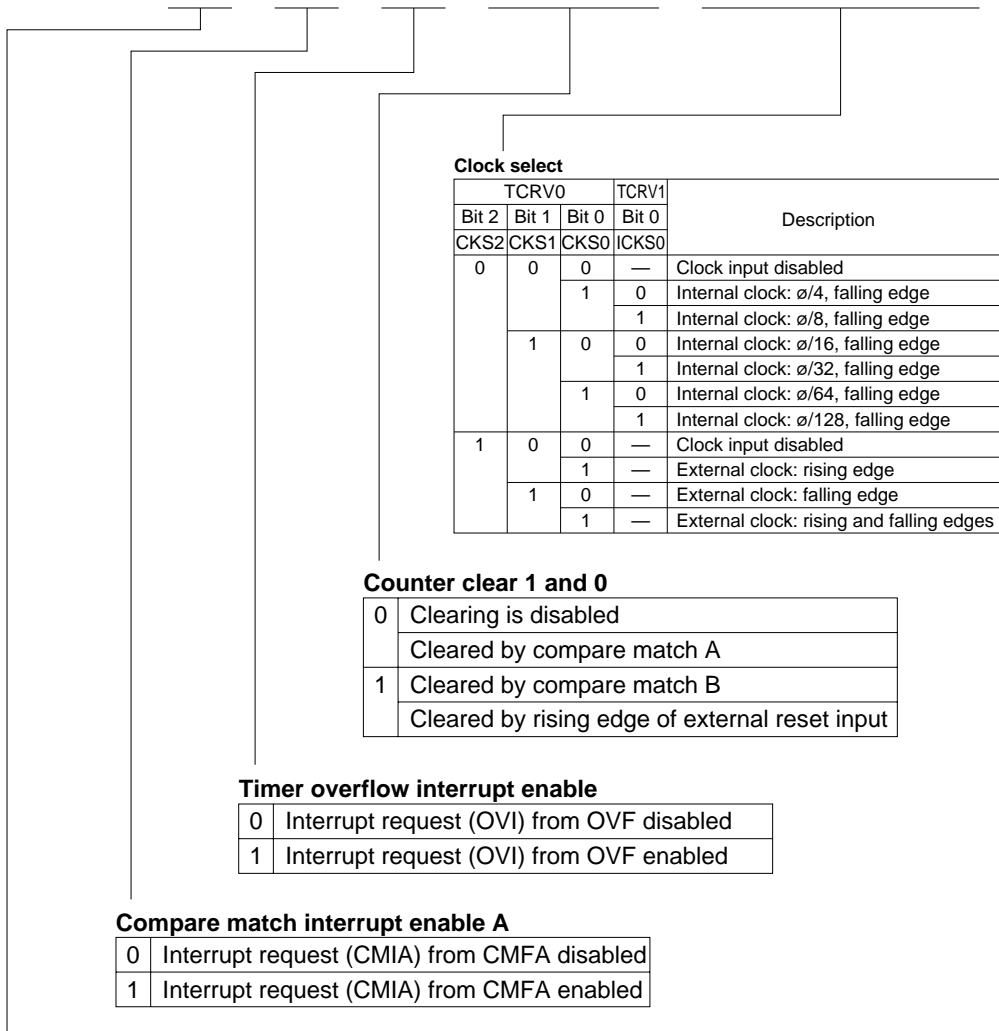 Clock select
TCRV0 TCRV1
Bit 2 Bit 1 Bit 0 Bit 0 Description
CKS2 CKS1 CKS0 ICKS0
0 0 0 — Clock input disabled
1 0 Internal clock: ø/4, falling edge
1 Internal clock: ø/8, falling edge
1 0 0 Internal clock: ø/16, falling edge
1 Internal clock: ø/32, falling edge
1 0 Internal clock: ø/64, falling edge
1 Internal clock: ø/128, falling edge
1 0 0 — Clock input disabled
1 — External clock: rising edge
1 0 — External clock: falling edge
1 — External clock: rising and falling edges
Counter clear 1 and 0
0 Clearing is disabled
Cleared by compare match A
1 Cleared by compare match B
Cleared by rising edge of external reset input
Timer overflow interrupt enable
0 Interrupt request (OVI) from OVF disabled
1 Interrupt request (OVI) from OVF enabled
Compare match interrupt enable A
0 Interrupt request (CMIA) from CMFA disabled
1 Interrupt request (CMIA) from CMFA enabled